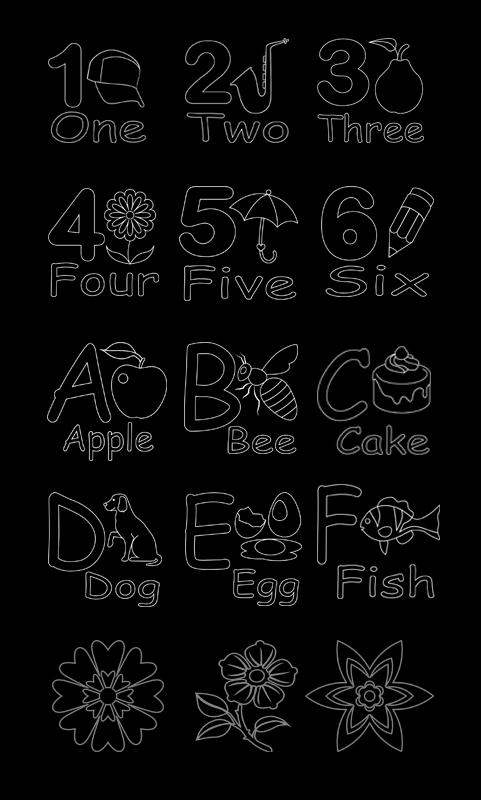 1 2 3
One Two Three
4 5 6
Four Five Six
A B C
Apple Bee Cake
D E F
Dog Egg Fish